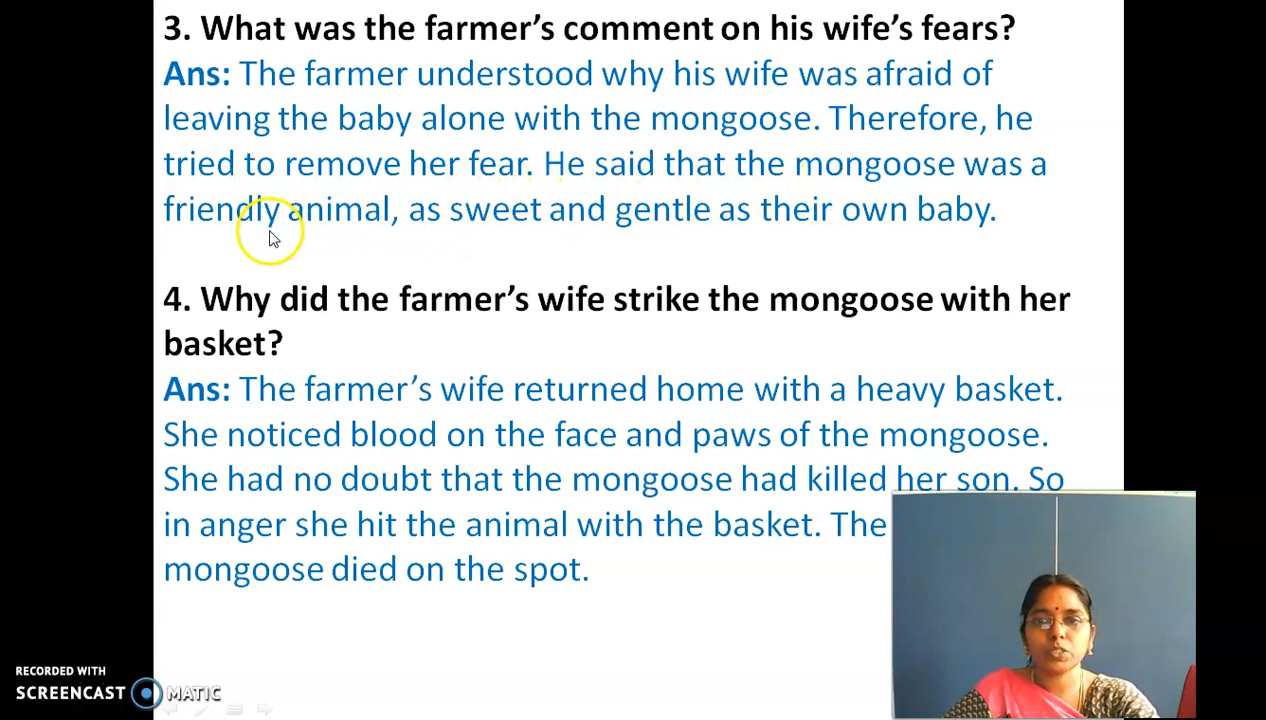 3. What was the farmer’s comment on his wife’s fears?
Ans: The farmer understood why his wife was afraid of
leaving the baby alone with the mongoose. Therefore, he
tried to remove her fear. He said that the mongoose was a
friendly animal, as sweet and gentle as their own baby.
4. Why did the farmer’s wife strike the mongoose with her
basket?
Ans: The farmer’s wife returned home with a heavy basket.
She noticed blood on the face and paws of the mongoose.
She had no doubt that the mongoose had killed her son. So
in anger she hit the animal with the basket. The
mongoose died on the spot.
RECORDED WITH
SCREENCAST MATIC